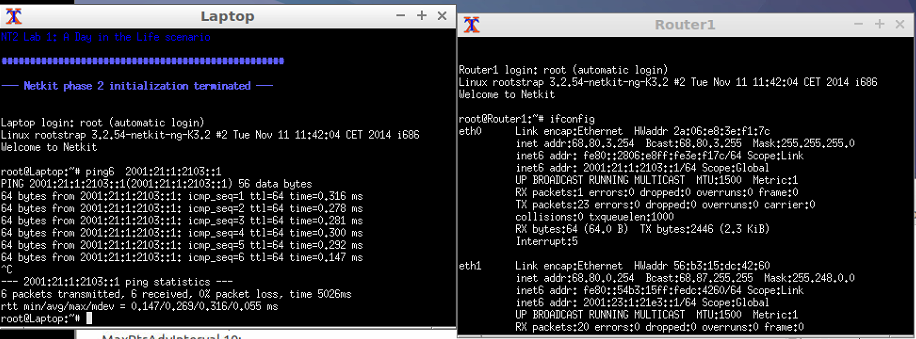 Laptop
NT2 Lab 1: A Day in the Life scenario
--- Netkit phase 2 initialization terminated ---
Laptop login: root (automatic login)
Linux rootstrap 3.2.54-netkit-ng-K3.2 #2 Tue Nov 11 11:42:04 CET 2014 i686
Welcome to Netkit
root@Laptop:~# ping6  2001:21:1:2103::1
PING 2001:21:1:2103::1(2001:21:1:2103::1) 56 data bytes
64 bytes from 2001:21:1:2103::1: icmp_seq=1 ttl=64 time=0.316 ms
64 bytes from 2001:21:1:2103::1: icmp_seq=2 ttl=64 time=0.278 ms
64 bytes from 2001:21:1:2103::1: icmp_seq=3 ttl=64 time=0.281 ms
64 bytes from 2001:21:1:2103::1: icmp_seq=4 ttl=64 time=0.300 ms
64 bytes from 2001:21:1:2103::1: icmp_seq=5 ttl=64 time=0.292 ms
64 bytes from 2001:21:1:2103::1: icmp_seq=6 ttl=64 time=0.147 ms
^C
--- 2001:21:1:2103::1 ping statistics ---
6 packets transmitted, 6 received, 0% packet loss, time 5026ms
rtt min/avg/max/mdev = 0.147/0.269/0.316/0.055 ms
root@Laptop:~#
Router1
Router1 login: root (automatic login)
Linux rootstrap 3.2.54-netkit-ng-K3.2 #2 Tue Nov 11 11:42:04 CET 2014 i686
Welcome to Netkit
root@Router1:~# ifconfig
eth0      Link encap:Ethernet  HWaddr 2a:06:e8:3e:f1:7c
inet addr:68.80.3.254  Bcast:68.80.3.255  Mask:255.255.255.0
inet6 addr: fe80::2806:e8ff:fe3e:f17c/64 Scope:Link
inet6 addr: 2001:21:1:2103::1/64 Scope:Global
UP BROADCAST RUNNING MULTICAST  MTU:1500  Metric:1
RX packets:1 errors:0 dropped:0 overruns:0 frame:0
TX packets:23 errors:0 dropped:0 overruns:0 carrier:0
collisions:0 txqueuelen:1000
RX bytes:64 (64.0 B)  TX bytes:2446 (2.3 KiB)
Interrupt:5
eth1      Link encap:Ethernet  HWaddr 56:b3:15:dc:42:60
inet addr:68.80.0.254  Bcast:68.87.255.255  Mask:255.248.0.0
inet6 addr: fe80::54b3:15ff:fedc:4260/64 Scope:Link
inet6 addr: 2001:23:1:21e3::1/64 Scope:Global
UP BROADCAST RUNNING MULTICAST  MTU:1500  Metric:1
RX packets:20 errors:0 dropped:0 overruns:0 frame:0